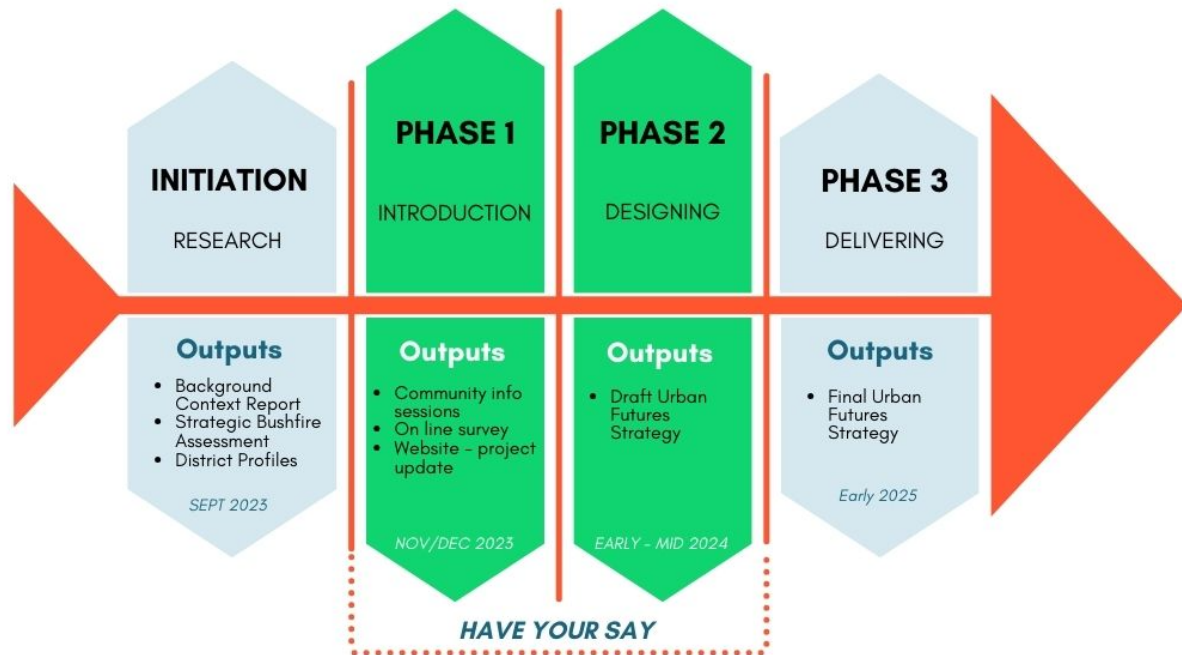 INITIATION
RESEARCH
Outputs
• Background
Context Report
• Strategic Bushfire
Assessment
• District Profiles
SEPT 2023
PHASE 1
INTRODUCTION
Outputs
• Community info
sessions
• On line survey
• Website - project
update
NOV/DEC 2023
PHASE 2
DESIGNING
Outputs
• Draft Urban
Futures
Strategy
EARLY - MID 2024
PHASE 3
DELIVERING
Outputs
• Final Urban
Futures
Strategy
Early 2025
HAVE YOUR SAY